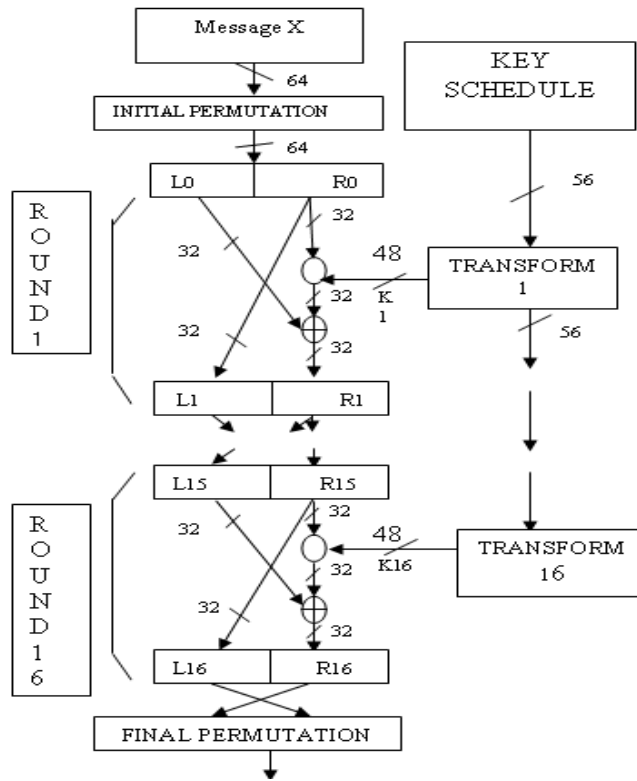 Message X
64
INITIAL PERMUTATION
64
L0 R0
KEY
SCHEDULE
56
R
O
U
N
D
1
32
32
32
32
32
48
K
1
TRANSFORM
1
56
L1 R1
L15 R15
R
O
U
N
D
1
6
32
32
32
32
32
48
K16
TRANSFORM
16
L16 R16
FINAL PERMUTATION